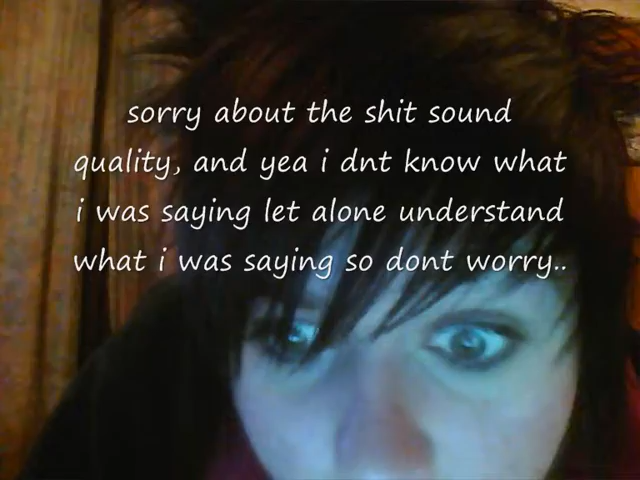 sorry about the shit sound
quality, and yea i dnt know what
i was saying let alone understand
what i was saying so dont worry..